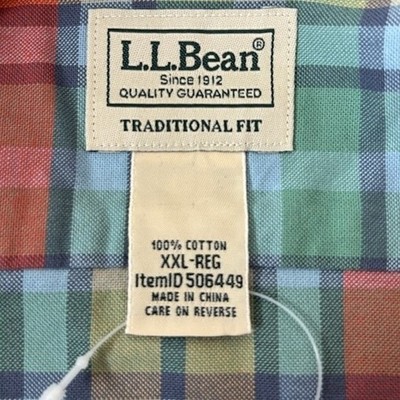 L.L.Bean®
Since 1912
QUALITY GUARANTEED
TRADITIONAL FIT
100% COTTON
XXL-REG
ItemID 506449
MADE IN CHINA
CARE ON REVERSE